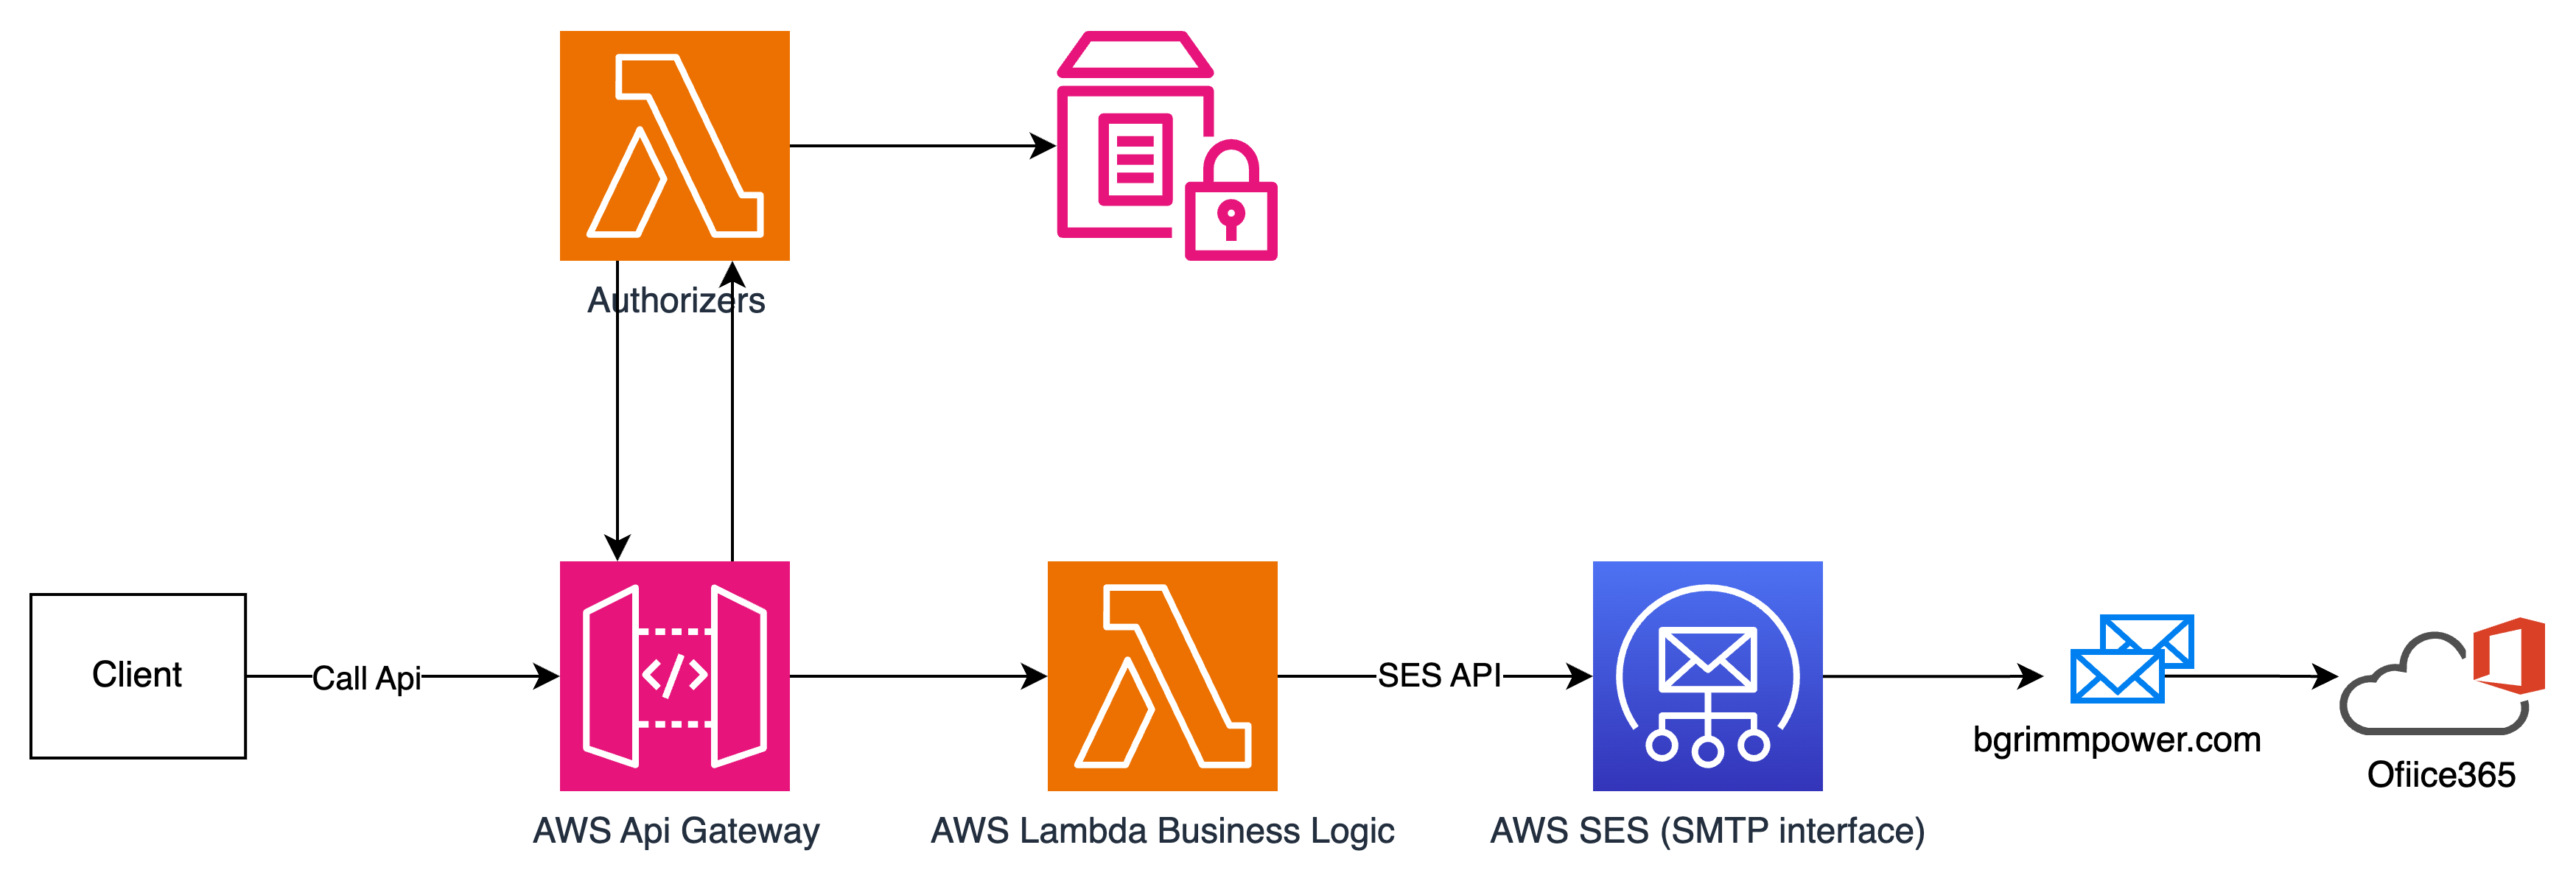 Authorizers
Client
Call Api
SES API
bgrimmpower.com
Ofiice365
AWS Api Gateway
AWS Lambda Business Logic
AWS SES (SMTP interface)